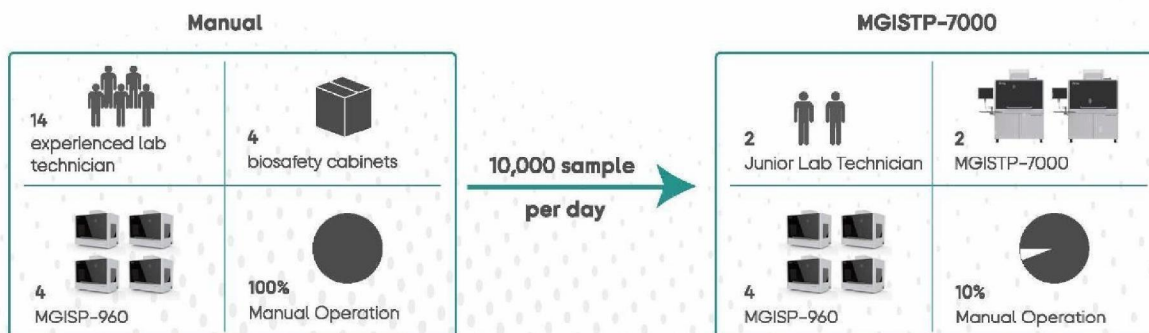 Manual
14
experienced lab
technician
4
biosafety cabinets
4
MGISP-960
100%
Manual Operation
10,000 sample
per day
MGISTP-7000
2
Junior Lab Technician
2
MGISTP-7000
4
MGISP-960
10%
Manual Operation